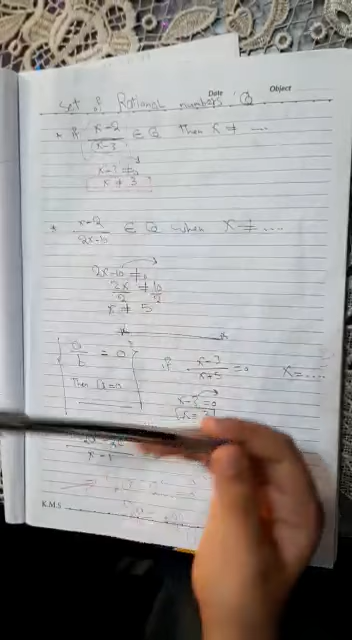 Date
Object
set of Rational numbers Q
* if x-2/x-3 ∈ Q Then x ≠ ....
x-3 ≠ 0
x ≠ 3
* x-2/2x-10 ∈ Q when x ≠ ....
2x-10 ≠ 0
2x/2 ≠ 10/2
x ≠ 5
a/b = 0
Then a=0
if x-3/x+5 = 0 x = ....
x-3 = 0
x = 3
K.M.S